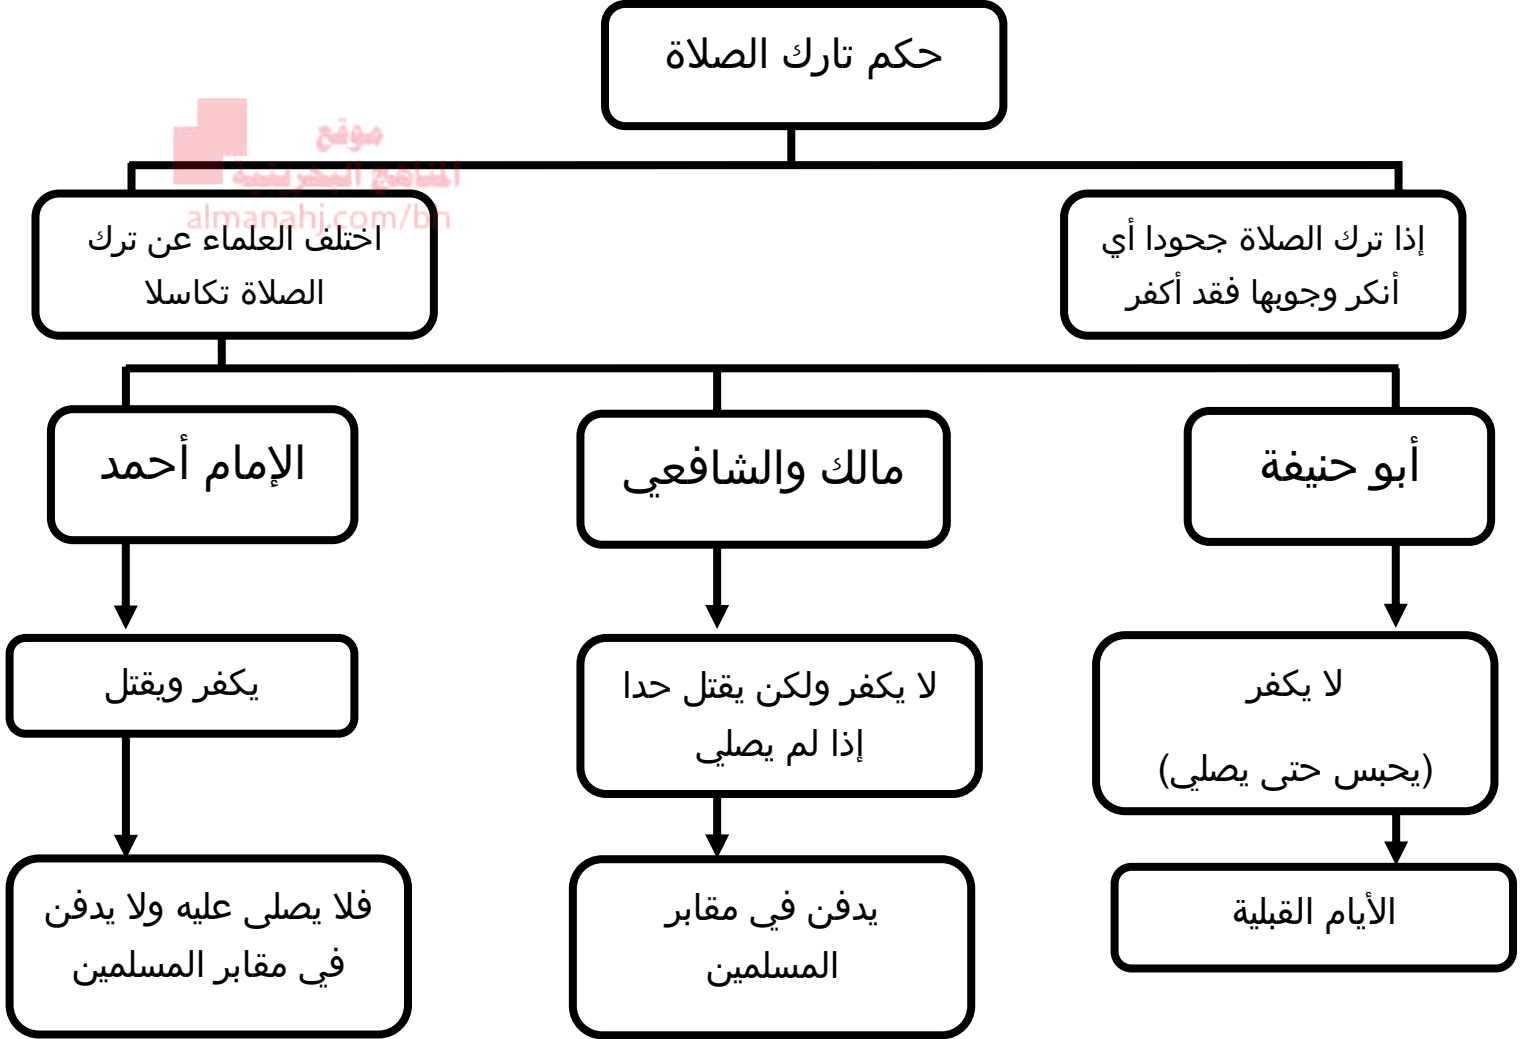 حكم تارك الصلاة
موقع
المناهج البحرينية
almanahj.com/bh
إذا ترك الصلاة جحودا أي
أنكر وجوبها فقد أكفر
اختلف العلماء عن ترك
الصلاة تكاسلا
أبو حنيفة
مالك والشافعي
الإمام أحمد
لا يكفر
(يحبس حتى يصلي)
لا يكفر ولكن يقتل حدا
إذا لم يصلي
يكفر ويقتل
الأيام القبلية
يدفن في مقابر
المسلمين
فلا يصلى عليه ولا يدفن
في مقابر المسلمين